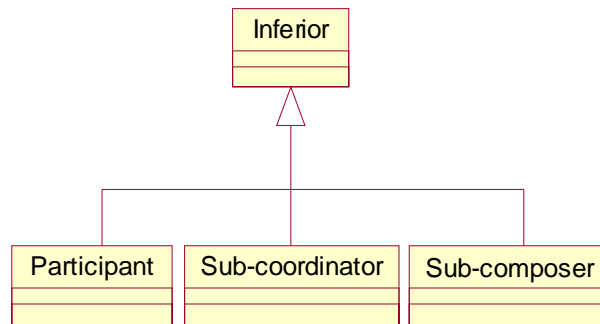 Inferior
Participant
Sub-coordinator
Sub-composer